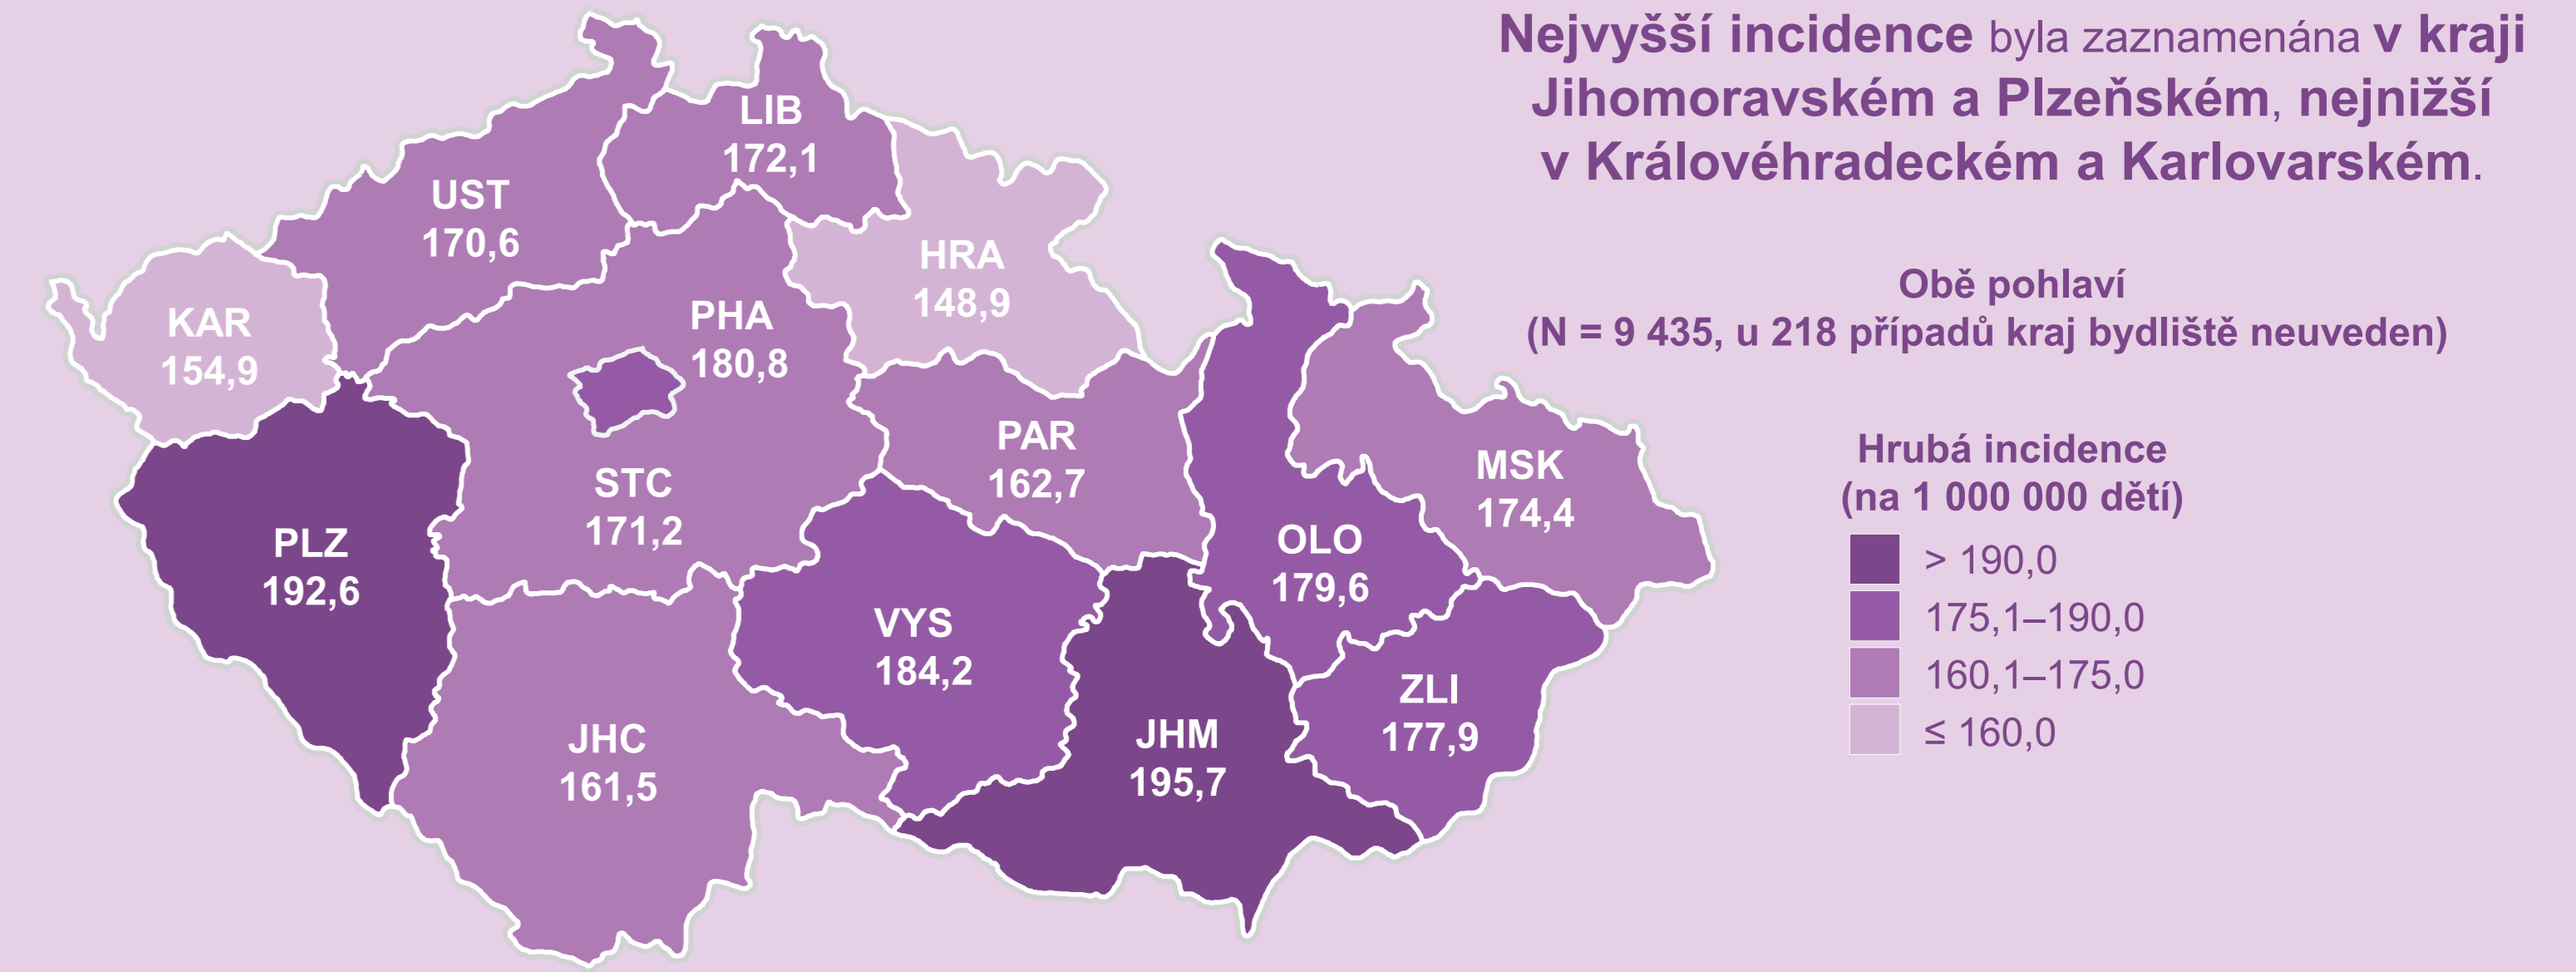 Nejvyšší incidence byla zaznamenána v kraji
Jihomoravském a Plzeňském, nejnižší
v Královéhradeckém a Karlovarském.
Obě pohlaví
(N = 9 435, u 218 případů kraj bydliště neuveden)
Hrubá incidence
(na 1 000 000 dětí)
> 190,0
175,1–190,0
160,1–175,0
≤ 160,0
LIB
172,1
UST
170,6
HRA
148,9
KAR
154,9
PHA
180,8
PAR
162,7
MSK
174,4
STC
171,2
OLO
179,6
PLZ
192,6
VYS
184,2
ZLI
177,9
JHC
161,5
JHM
195,7